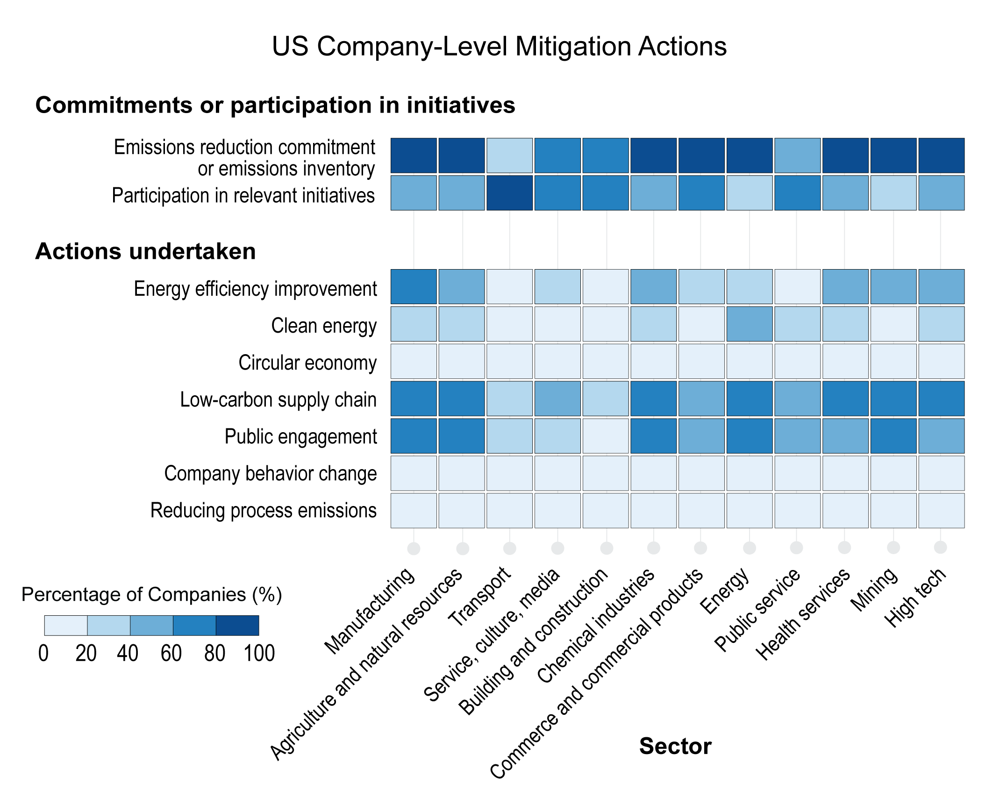 US Company-Level Mitigation Actions
Commitments or participation in initiatives
Emissions reduction commitment
or emissions inventory
Participation in relevant initiatives
Actions undertaken
Energy efficiency improvement
Clean energy
Circular economy
Low-carbon supply chain
Public engagement
Company behavior change
Reducing process emissions
Manufacturing
Agriculture and natural resources
Transport
Service, culture, media
Building and construction
Chemical industries
Commerce and commercial products
Energy
Public service
Health services
Mining
High tech
Percentage of Companies (%)
0 20 40 60 80 100
Sector